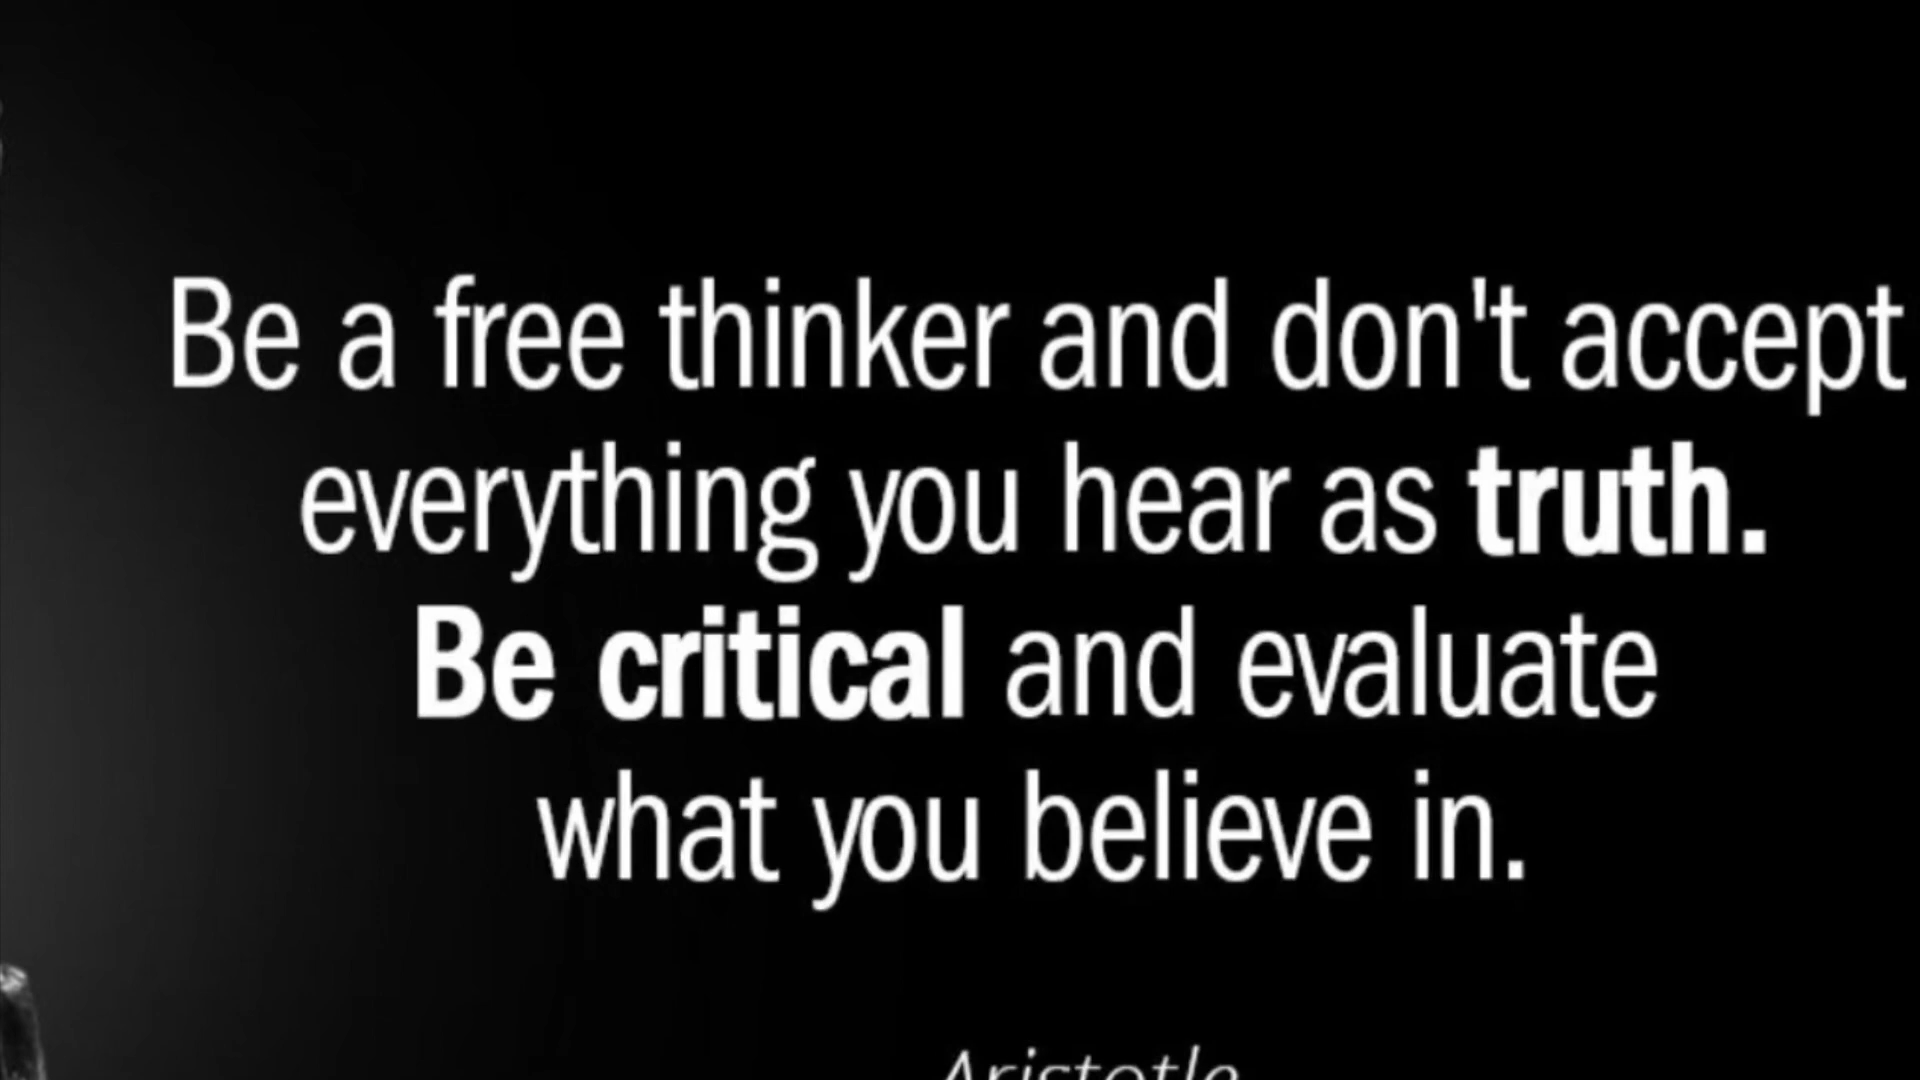 Be a free thinker and don't accept
everything you hear as truth.
Be critical and evaluate
what you believe in.
Aristotle